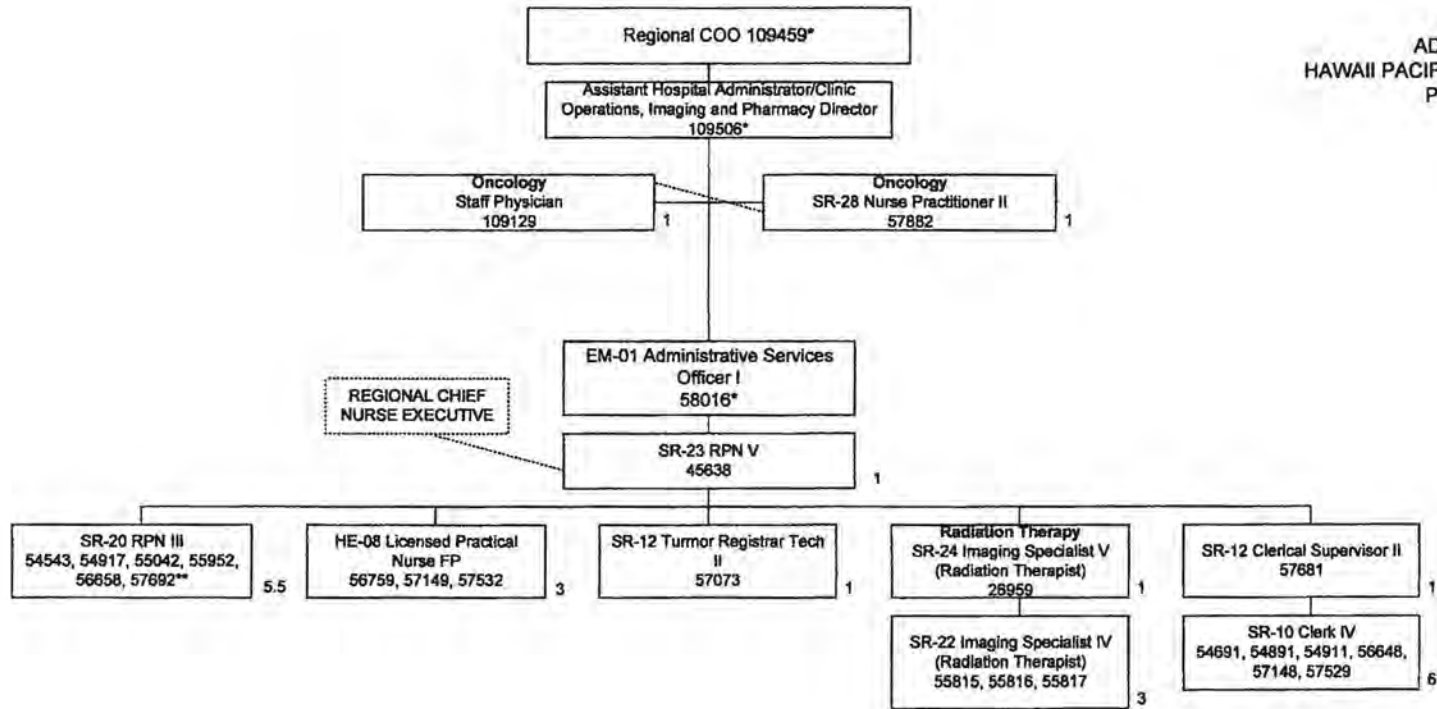 Regional COO 109459*
AD
HAWAII PACIF
P
Assistant Hospital Administrator/Clinic
Operations, Imaging and Pharmacy Director
109506*
Oncology
Staff Physician
109129
1
Oncology
SR-28 Nurse Practitioner II
57882
1
EM-01 Administrative Services
Officer I
58016*
REGIONAL CHIEF
NURSE EXECUTIVE
SR-23 RPN V
45638
1
SR-20 RPN III
54543, 54917, 55042, 55952,
56658, 57692**
5.5
HE-08 Licensed Practical
Nurse FP
56759, 57149, 57532
3
SR-12 Turmor Registrar Tech
II
57073
1
Radiation Therapy
SR-24 Imaging Specialist V
(Radiation Therapist)
26959
1
SR-12 Clerical Supervisor II
57681
1
SR-22 Imaging Specialist IV
(Radiation Therapist)
55815, 55816, 55817
3
SR-10 Clerk IV
54691, 54891, 54911, 56648,
57148, 57529
6